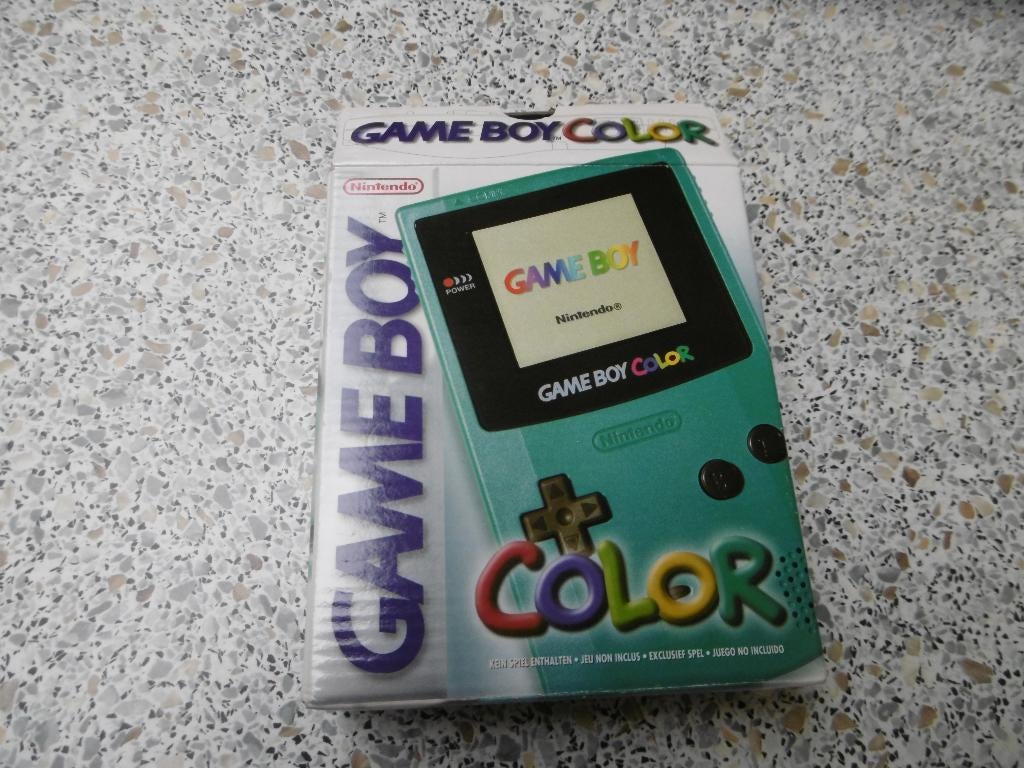 GAME BOY™ COLOR
Nintendo®
GAME BOY™
POWER
GAME BOY
Nintendo®
GAME BOY COLOR
Nintendo
B
COLOR
KEIN SPIEL ENTHALTEN • JEU NON INCLUS • EXCLUSIEF SPEL • JUEGO NO INCLUIDO